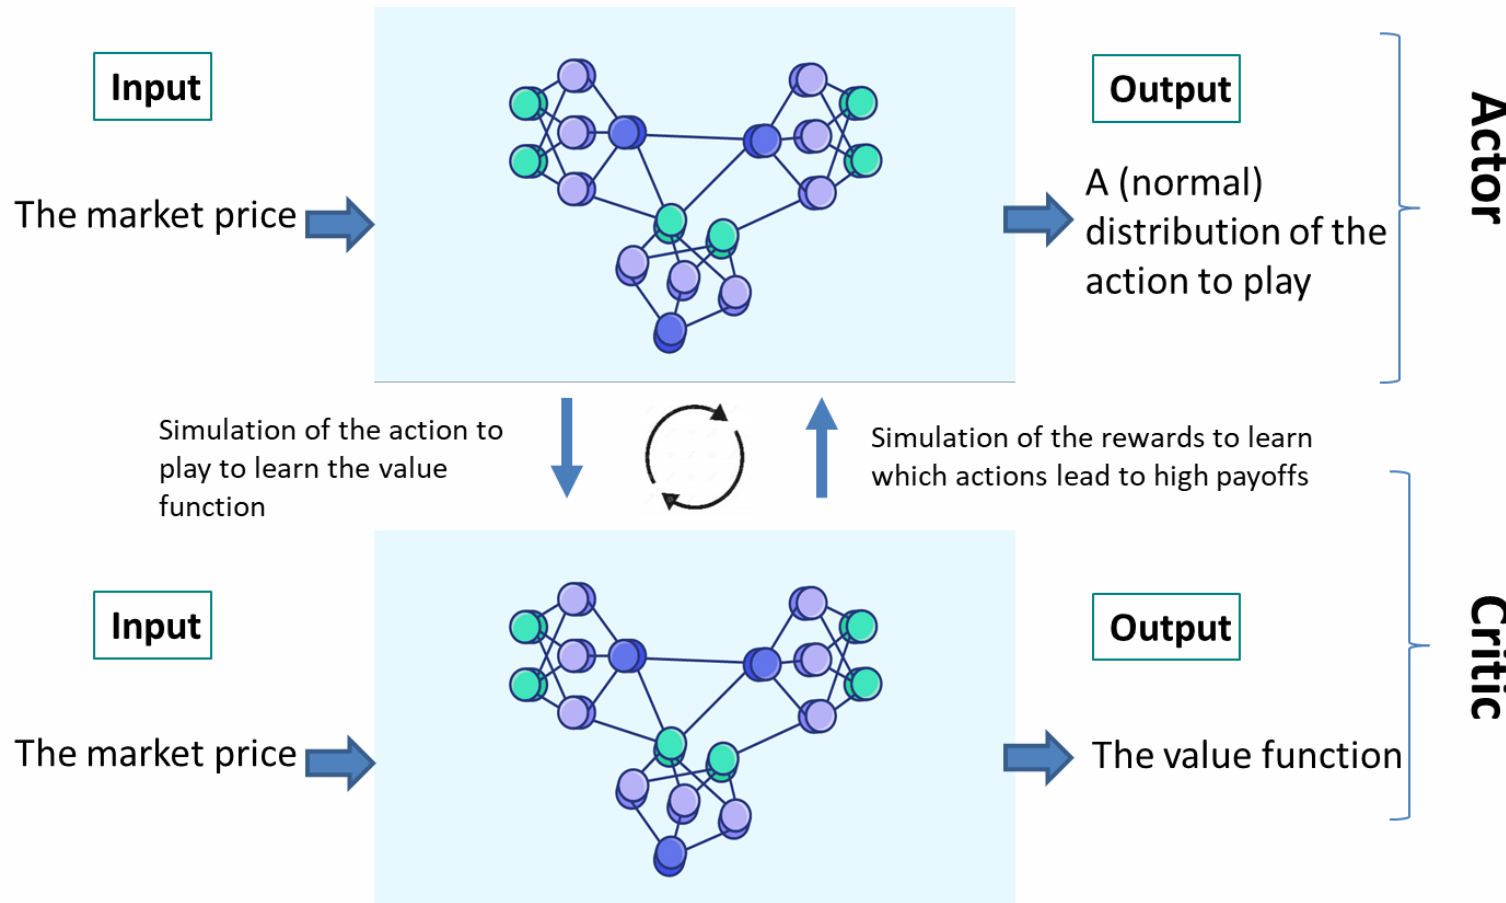 Input
Output
The market price
A (normal)
distribution of the
action to play
Actor
Simulation of the action to
play to learn the value
function
Simulation of the rewards to learn
which actions lead to high payoffs
Input
Output
The market price
The value function
Critic